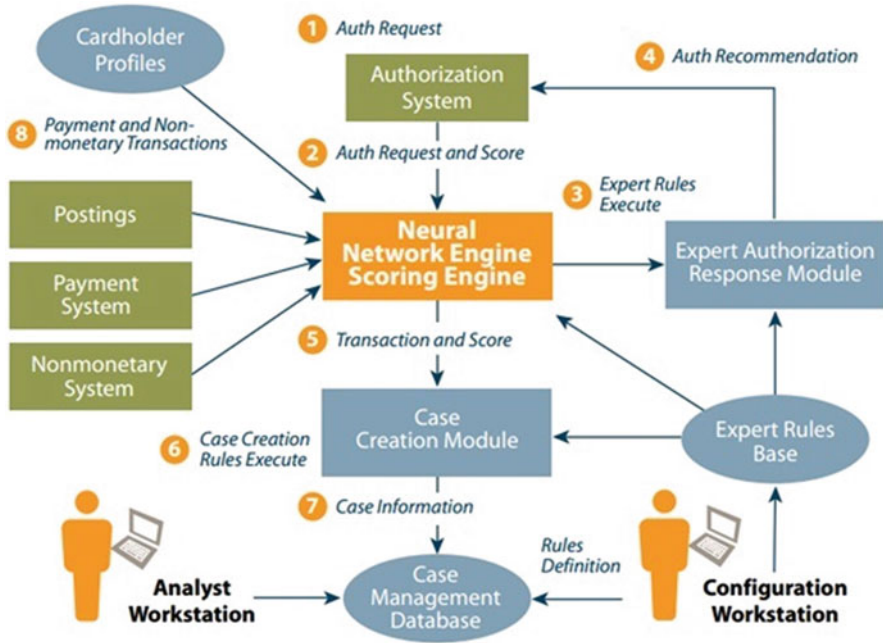 Cardholder
Profiles
1 Auth Request
Authorization
System
4 Auth Recommendation
8 Payment and Non-
monetary Transactions
2 Auth Request and Score
3 Expert Rules
Execute
Postings
Payment
System
Nonmonetary
System
Neural
Network Engine
Scoring Engine
Expert Authorization
Response Module
5 Transaction and Score
Case
Creation Module
6 Case Creation
Rules Execute
Expert Rules
Base
7 Case Information
Rules
Definition
Analyst
Workstation
Case
Management
Database
Configuration
Workstation